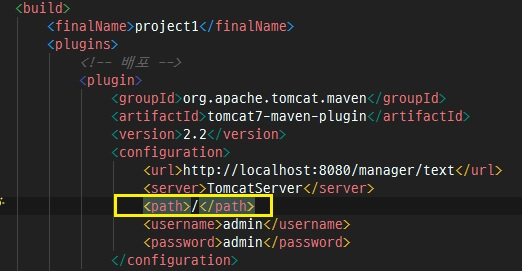 <build>
<finalName>project1</finalName>
<plugins>
<!-- 배포 -->
<plugin>
<groupId>org.apache.tomcat.maven</groupId>
<artifactId>tomcat7-maven-plugin</artifactId>
<version>2.2</version>
<configuration>
<url>http://localhost:8080/manager/text</url>
<server>TomcatServer</server>
<path>/</path>
<username>admin</username>
<password>admin</password>
</configuration>